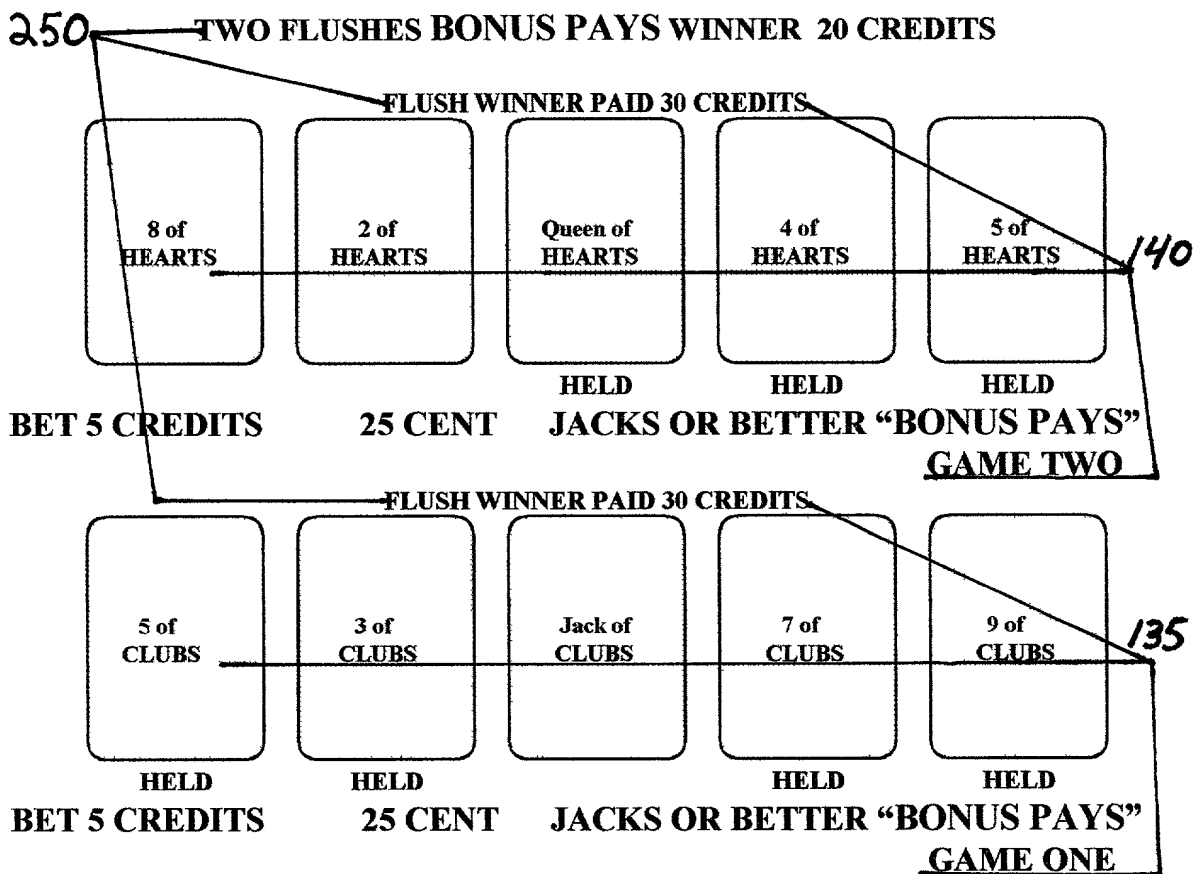 250 TWO FLUSHES BONUS PAYS WINNER 20 CREDITS
FLUSH WINNER PAID 30 CREDITS
8 of 2 of Queen of 4 of 5 of
HEARTS HEARTS HEARTS HEARTS HEARTS
140
HELD HELD HELD
BET 5 CREDITS 25 CENT JACKS OR BETTER “BONUS PAYS”
GAME TWO
FLUSH WINNER PAID 30 CREDITS
5 of 3 of Jack of 7 of 9 of
CLUBS CLUBS CLUBS CLUBS CLUBS
135
HELD HELD HELD HELD
BET 5 CREDITS 25 CENT JACKS OR BETTER “BONUS PAYS”
GAME ONE